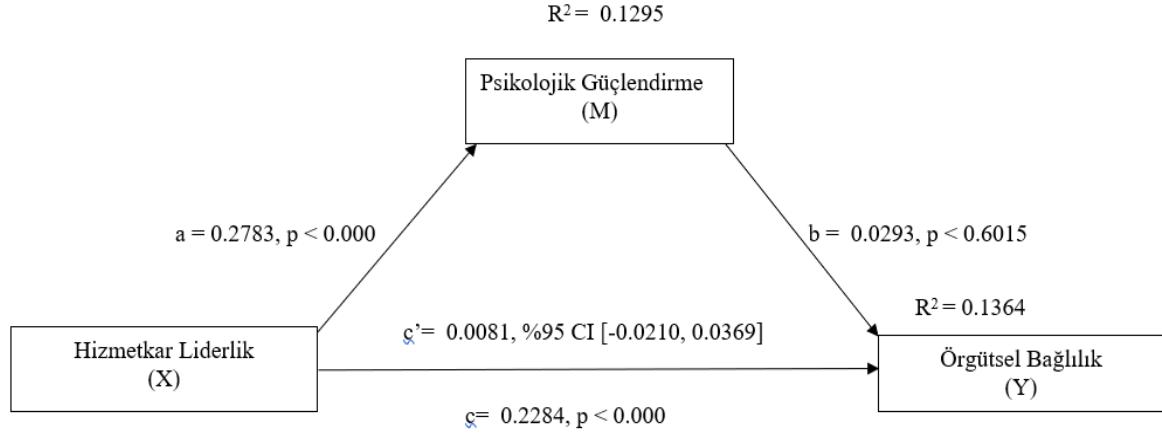 R² = 0.1295
Psikolojik Güçlendirme
(M)
a = 0.2783, p < 0.000
b = 0.0293, p < 0.6015
R² = 0.1364
ç’= 0.0081, %95 CI [-0.0210, 0.0369]
Hizmetkar Liderlik
(X)
Örgütsel Bağlılık
(Y)
ç= 0.2284, p < 0.000